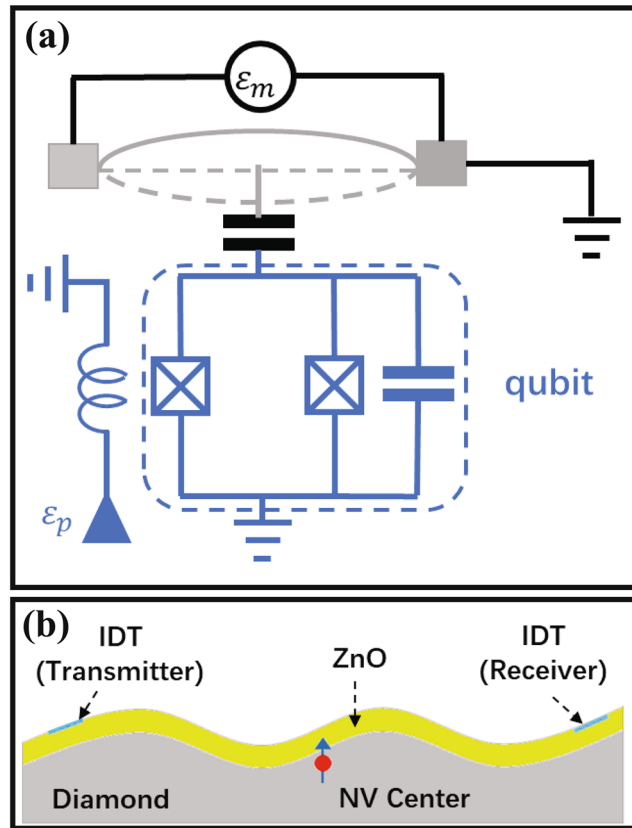 (a)
εm
qubit
εp
(b)
IDT
(Transmitter)
ZnO
IDT
(Receiver)
Diamond
NV Center